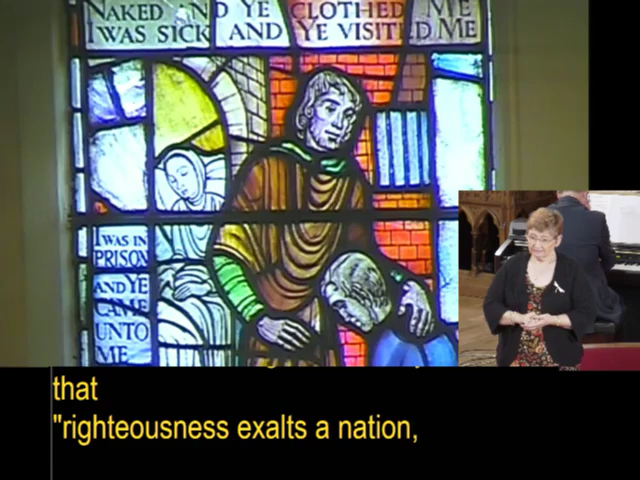 NAKED AND YE CLOTHED ME
I WAS SICK AND YE VISITED ME
I WAS IN
PRISON
AND YE
CAME
UNTO
ME
that
"righteousness exalts a nation,